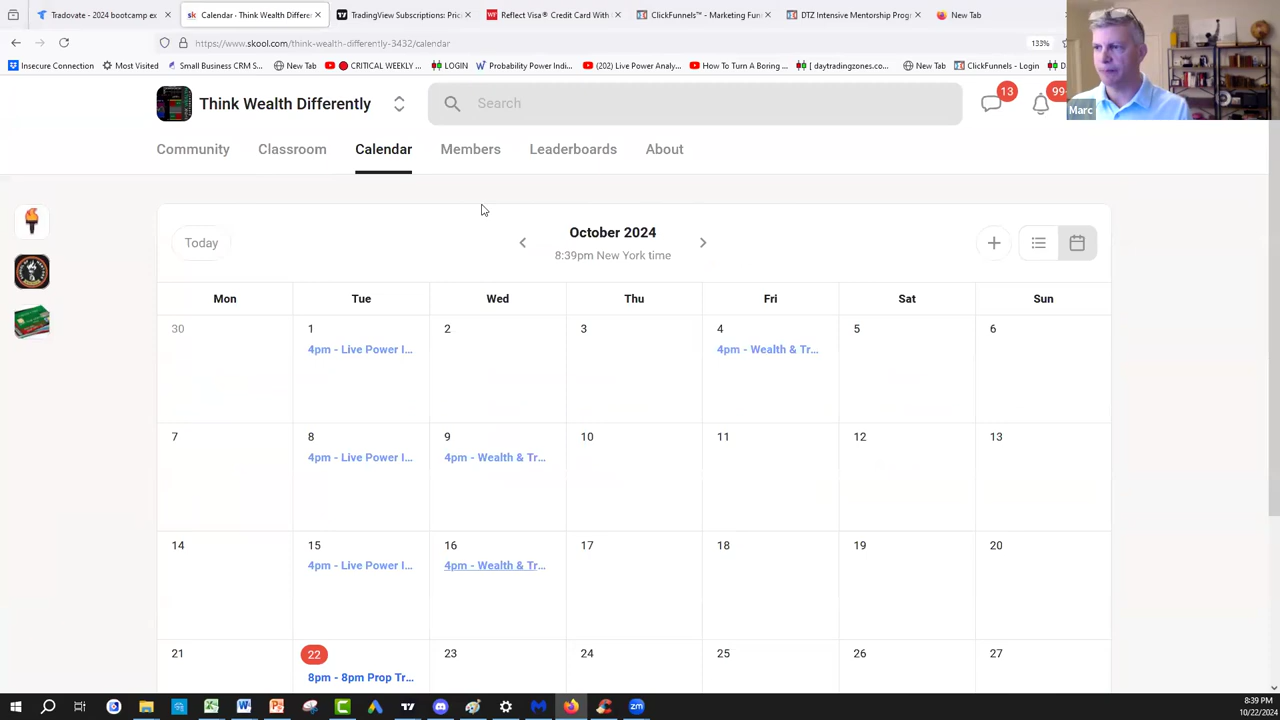 Tradovate - 2024 bootcamp ex
Calendar · Think Wealth Differe
TradingView Subscriptions: Pric
Reflect Visa® Credit Card With
ClickFunnels™ - Marketing Fun
DTZ Intensive Mentorship Prog
New Tab
https://www.skool.com/think-wealth-differently-3432/calendar
133%
Insecure Connection
Most Visited
Small Business CRM S...
New Tab
CRITICAL WEEKLY ...
LOGIN
Probability Power Indi...
(202) Live Power Analy...
How To Turn A Boring ...
[ daytradingzones.co...
New Tab
ClickFunnels - Login
Think Wealth Differently
Search
13
99
Marc
Community
Classroom
Calendar
Members
Leaderboards
About
Today
October 2024
8:39pm New York time
Mon Tue Wed Thu Fri Sat Sun
30 1 2 3 4 5 6
4pm - Live Power I... 4pm - Wealth & Tr...
7 8 9 10 11 12 13
4pm - Live Power I... 4pm - Wealth & Tr...
14 15 16 17 18 19 20
4pm - Live Power I... 4pm - Wealth & Tr...
21 22 23 24 25 26 27
8pm - 8pm Prop Tr...
8:39 PM
10/22/2024